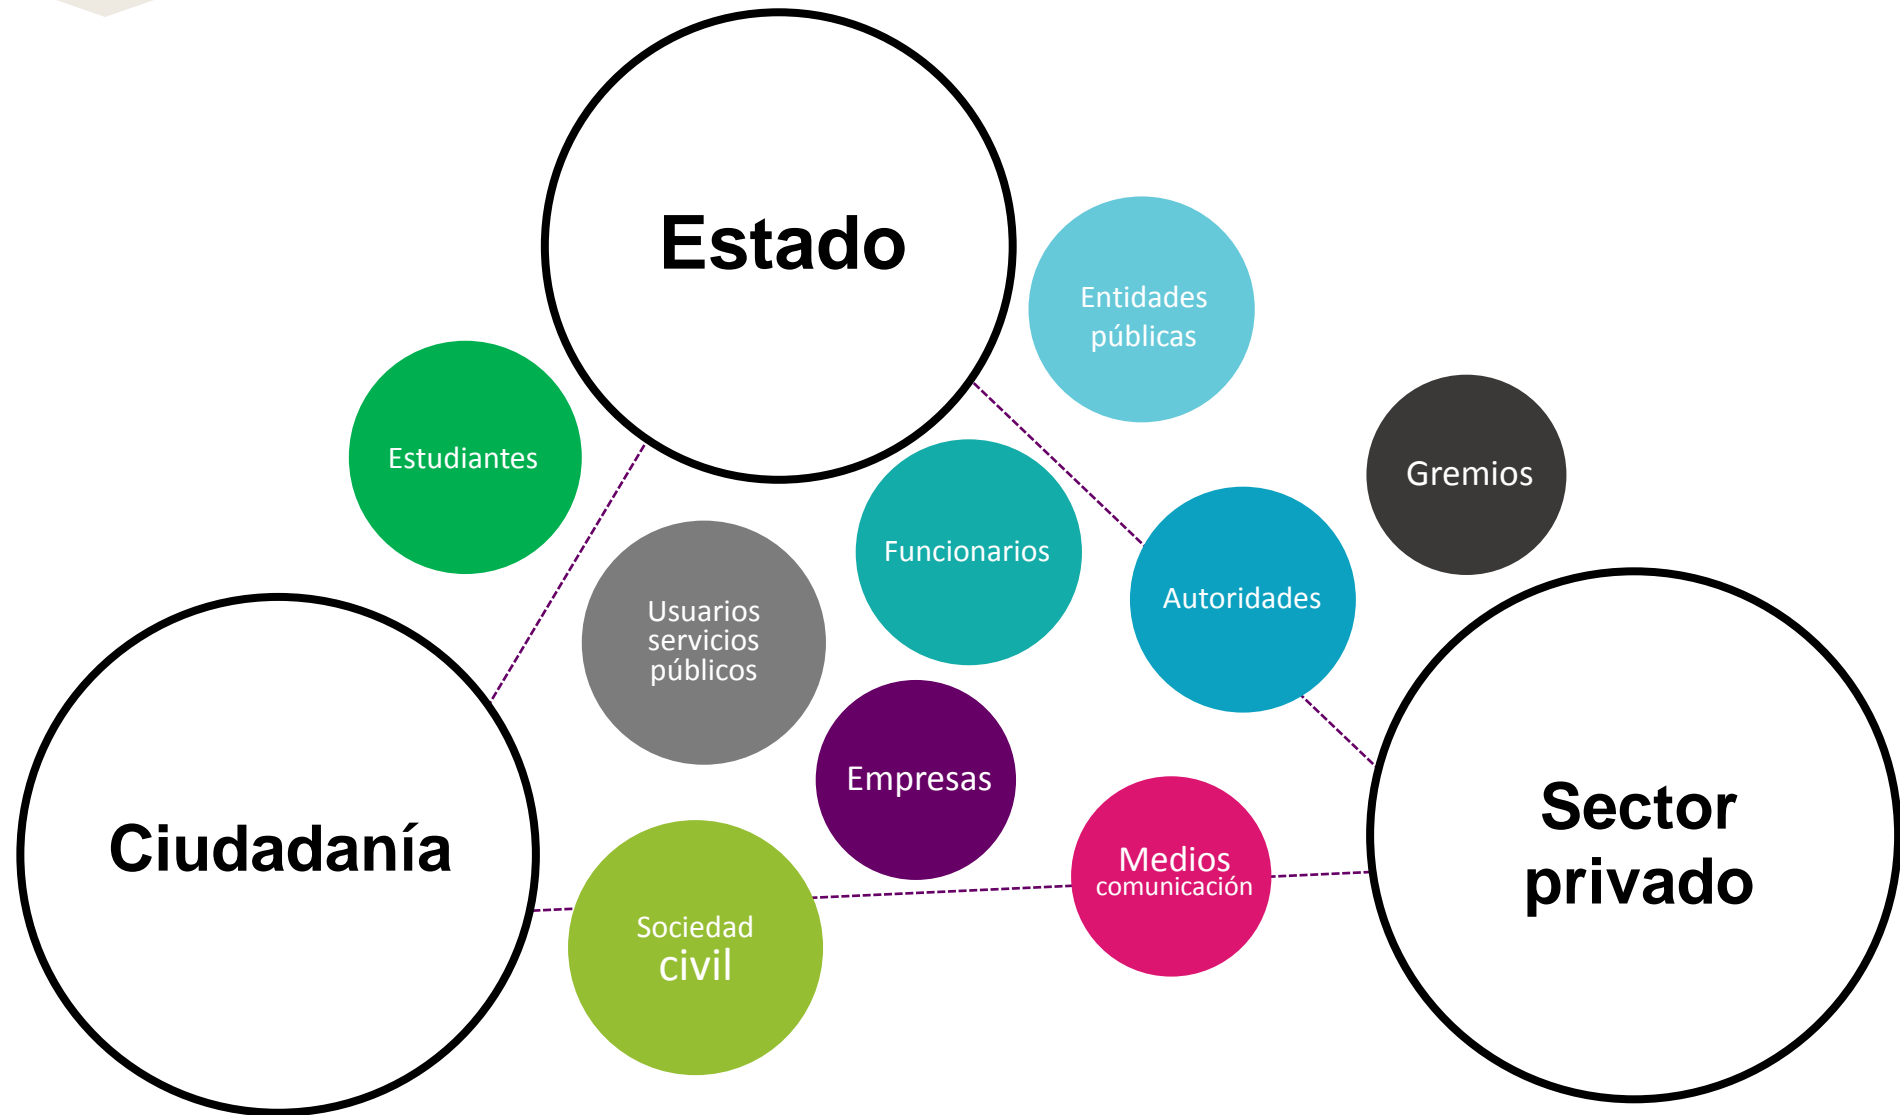 Estado
Entidades
públicas
Estudiantes
Gremios
Funcionarios
Autoridades
Usuarios
servicios
públicos
Empresas
Ciudadanía
Sector
privado
Medios
comunicación
Sociedad
civil